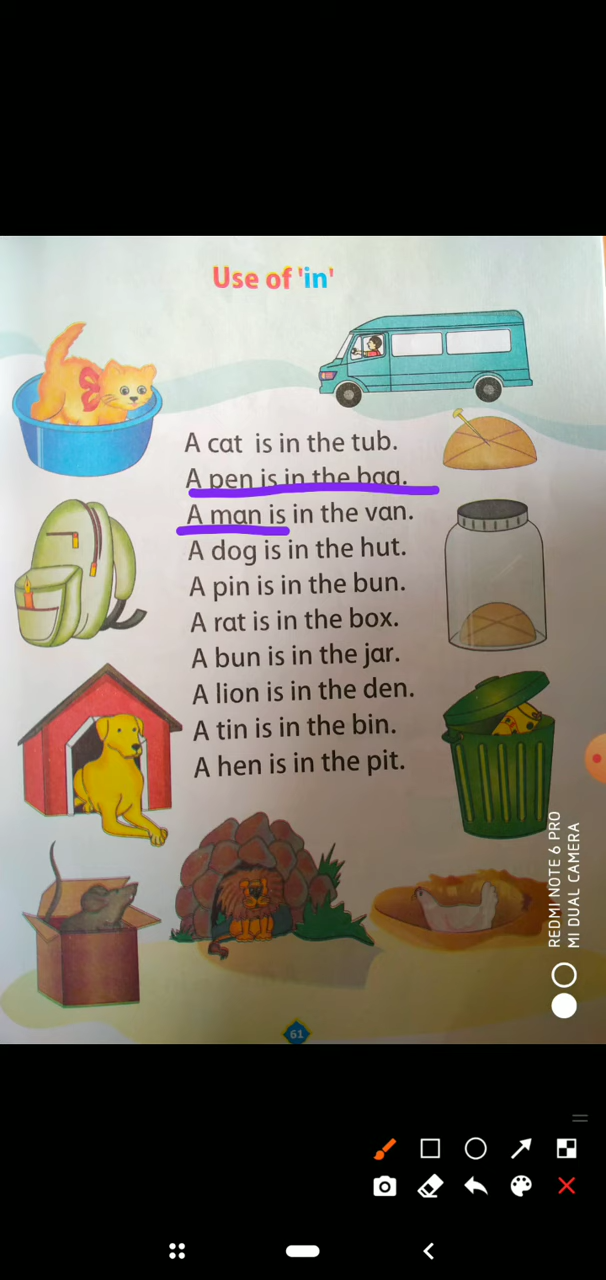 Use of 'in'
A cat is in the tub.
A pen is in the bag.
A man is in the van.
A dog is in the hut.
A pin is in the bun.
A rat is in the box.
A bun is in the jar.
A lion is in the den.
A tin is in the bin.
A hen is in the pit.
61
REDMI NOTE 6 PRO
MI DUAL CAMERA